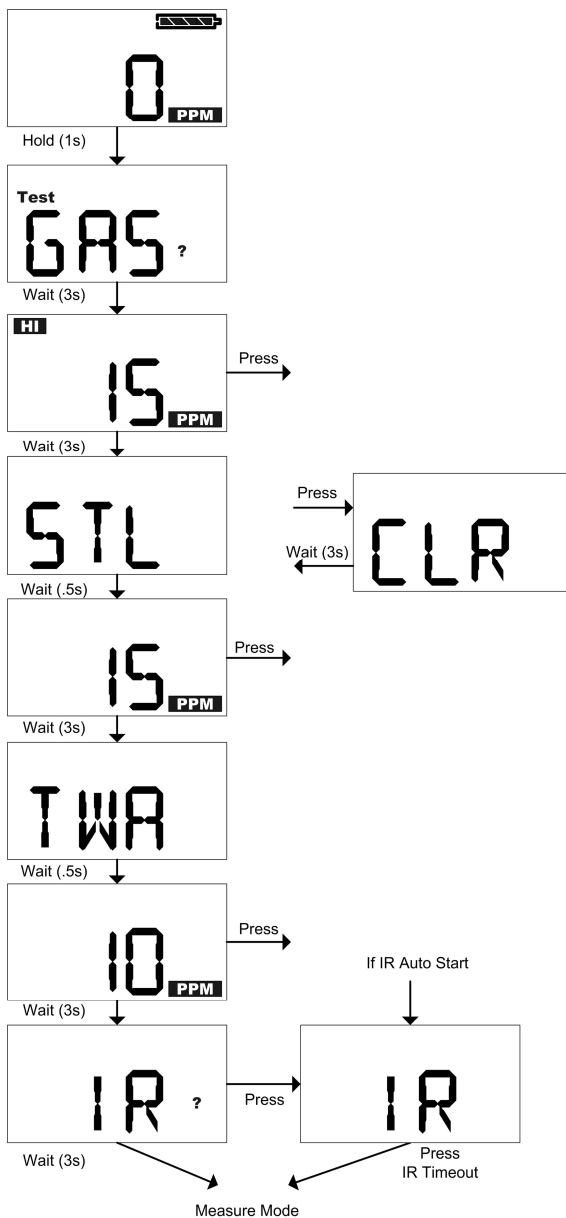 0
PPM
Hold (1s)
Test
GAS ?
Wait (3s)
HI
15
PPM
Press
Wait (3s)
STL
Press
CLR
Wait (3s)
Wait (.5s)
15
PPM
Press
Wait (3s)
TWA
Wait (.5s)
10
PPM
Press
Wait (3s)
If IR Auto Start
IR ?
Press
IR
Wait (3s)
Press
IR Timeout
Measure Mode